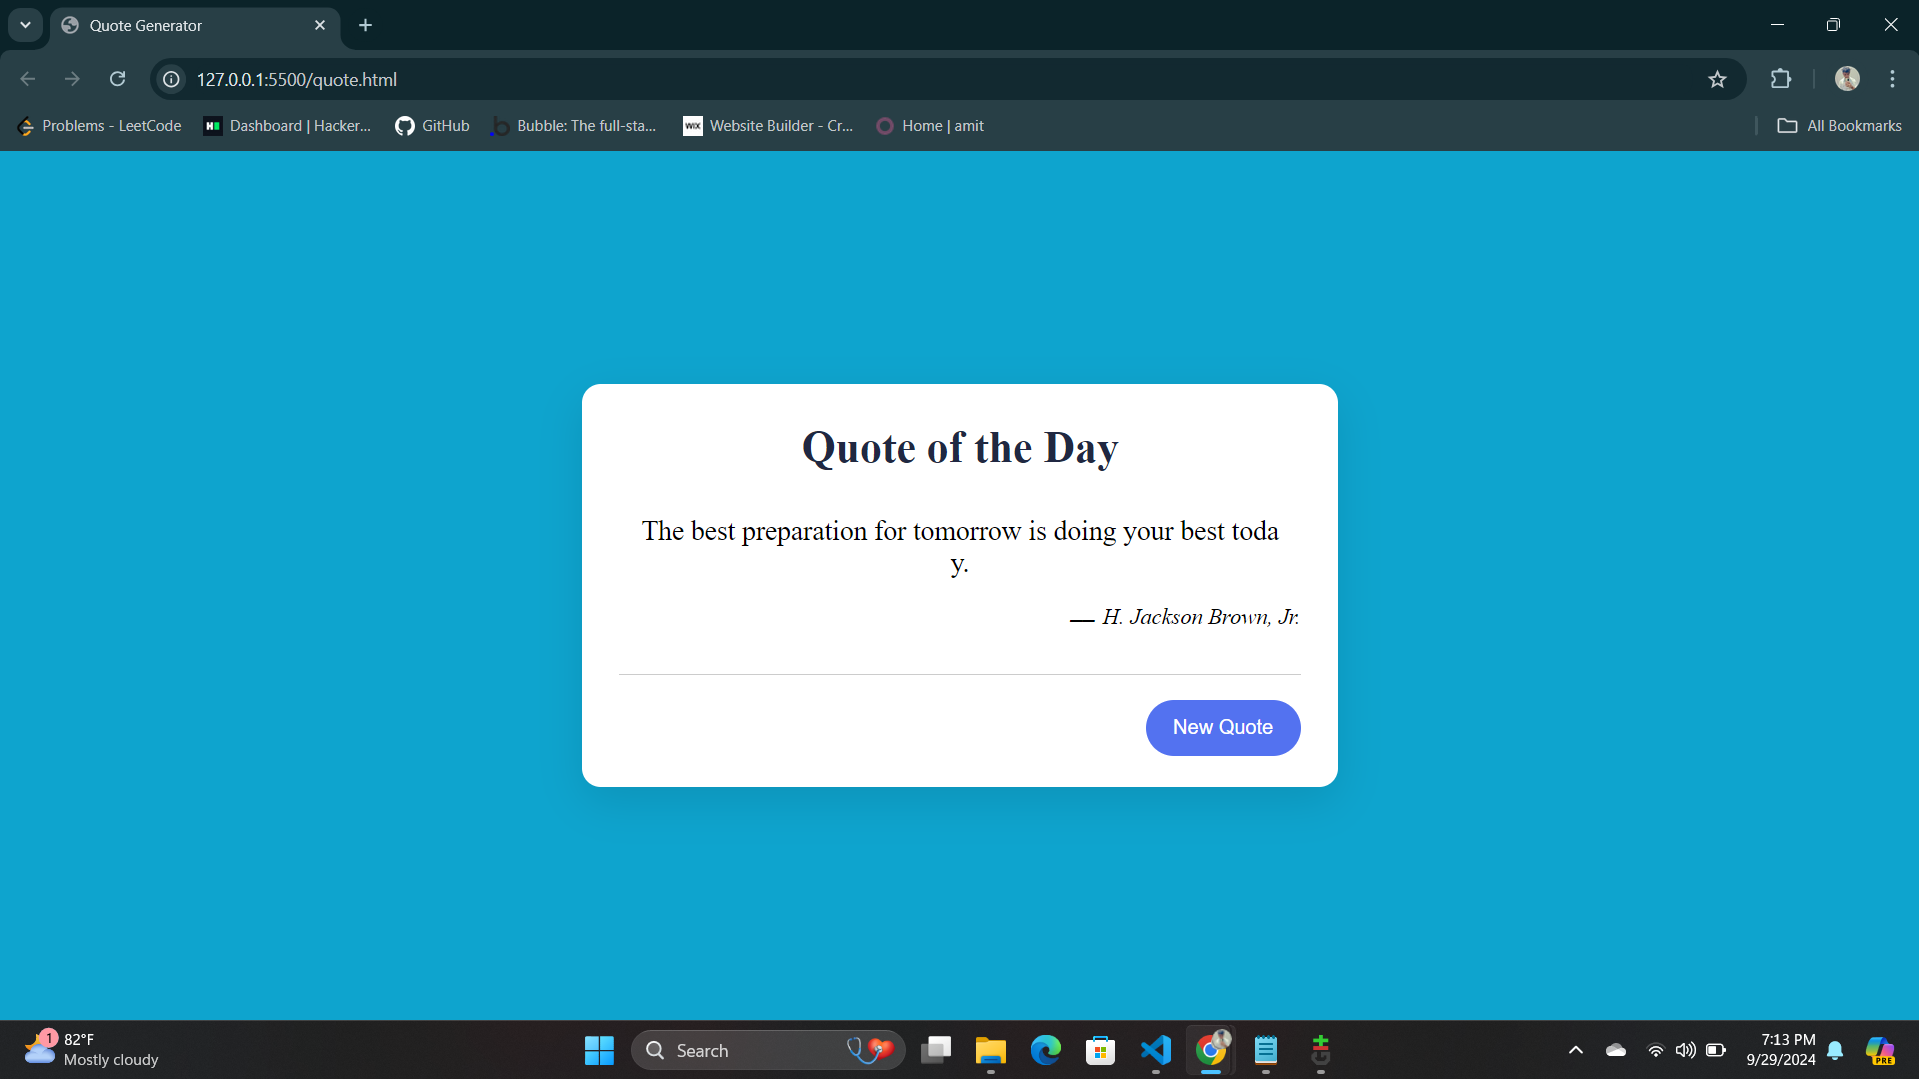 Quote Generator
127.0.0.1:5500/quote.html
Problems - LeetCode
Dashboard | Hacker...
GitHub
Bubble: The full-sta...
WIX
Website Builder - Cr...
Home | amit
All Bookmarks
Quote of the Day
The best preparation for tomorrow is doing your best toda
y.
— H. Jackson Brown, Jr.
New Quote
1
82°F
Mostly cloudy
Search
7:13 PM
9/29/2024
PRE